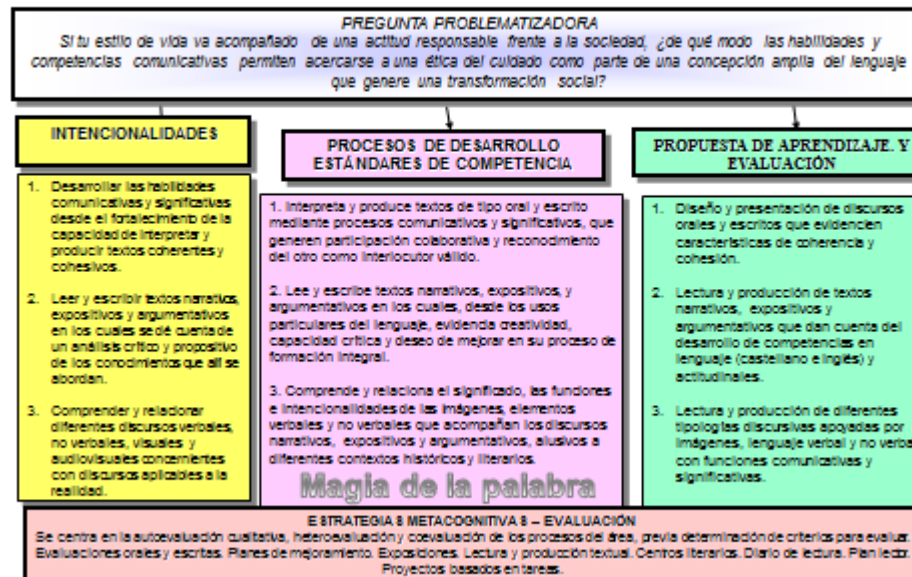 PREGUNTA PROBLEMATIZADORA
Si tu estilo de vida va acompañado de una actitud responsable frente a la sociedad, ¿de qué modo las habilidades y
competencias comunicativas permiten acercarse a una ética del cuidado como parte de una concepción amplia del lenguaje
que genere una transformación social?
INTENCIONALIDADES
1. Desarrollar las habilidades
comunicativas y significativas
desde el fortalecimiento de la
capacidad de interpretar y
producir textos coherentes y
cohesivos.
2. Leer y escribir textos narrativos,
expositivos y argumentativos
en los cuales se dé cuenta de
un análisis crítico y propositivo
de los conocimientos que allí se
abordan.
3. Comprender y relacionar
diferentes discursos verbales,
no verbales, visuales y
audiovisuales concernientes
con discursos aplicables a la
realidad.
PROCESOS DE DESARROLLO
ESTÁNDARES DE COMPETENCIA
1. Interpreta y produce textos de tipo oral y escrito
mediante procesos comunicativos y significativos, que
generen participación colaborativa y reconocimiento
del otro como interlocutor válido.
2. Lee y escribe textos narrativos, expositivos, y
argumentativos en los cuales, desde los usos
particulares del lenguaje, evidencia creatividad,
capacidad crítica y deseo de mejorar en su proceso de
formación integral.
3. Comprende y relaciona el significado, las funciones
e intencionalidades de las imágenes, elementos
verbales y no verbales que acompañan los discursos
narrativos, expositivos y argumentativos, alusivos a
diferentes contextos históricos y literarios.
Magia de la palabra
PROPUESTA DE APRENDIZAJE. Y
EVALUACIÓN
1. Diseño y presentación de discursos
orales y escritos que evidencien
características de coherencia y
cohesión.
2. Lectura y producción de textos
narrativos, expositivos y
argumentativos que dan cuenta del
desarrollo de competencias en
lenguaje (castellano e inglés) y
actitudinales.
3. Lectura y producción de diferentes
tipologías discursivas apoyadas por
imágenes, lenguaje verbal y no verba
con funciones comunicativas y
significativas.
ESTRATEGIAS METACOGNITIVAS – EVALUACIÓN
Se centra en la autoevaluación cualitativa, heteroevaluación y coevaluación de los procesos del área, previa determinación de criterios para evaluar.
Evaluaciones orales y escritas. Planes de mejoramiento. Exposiciones. Lectura y producción textual. Centros literarios. Diario de lectura. Plan lector.
Proyectos basados en tareas.